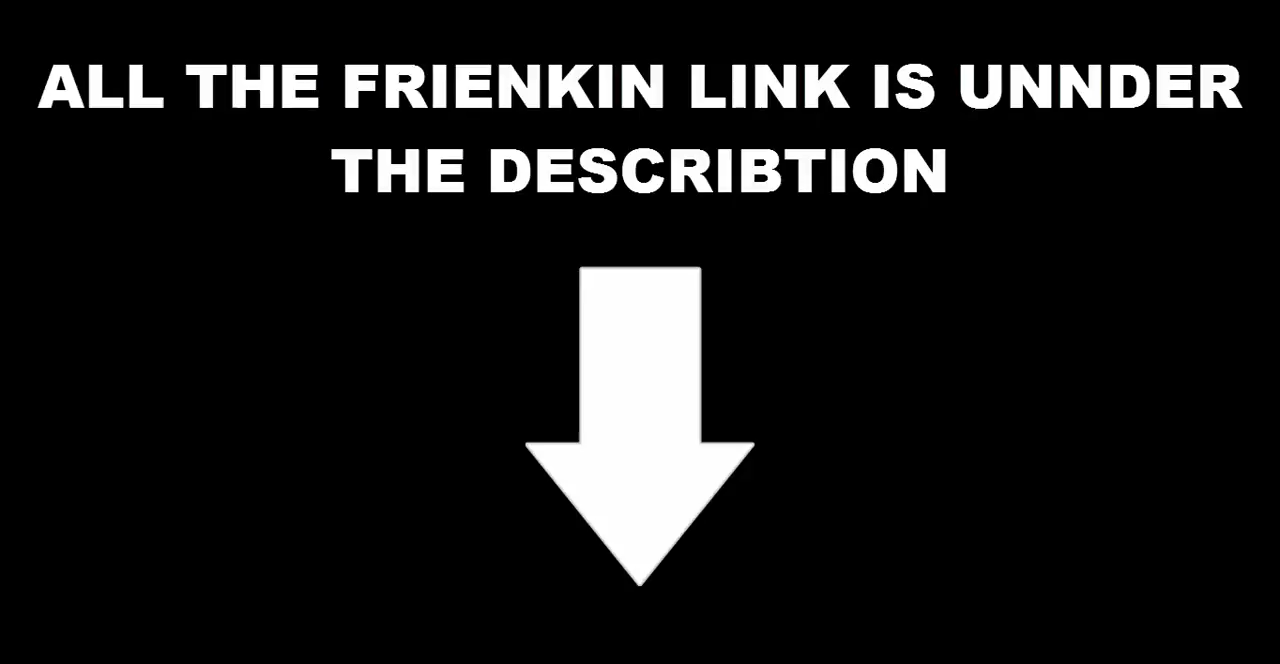 ALL THE FRIENKIN LINK IS UNNDER
THE DESCRIBTION